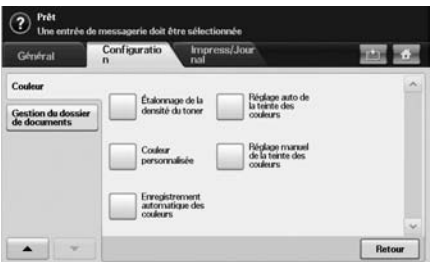 Prêt
Une entrée de messagerie doit être sélectionnée
Général
Configuratio
n
Impress/Jour
nal
Couleur
Gestion du dossier
de documents
Étalonnage de la
densité du toner
Réglage auto de
la teinte des
couleurs
Couleur
personnalisée
Réglage manuel
de la teinte des
couleurs
Enregistrement
automatique des
couleurs
Retour